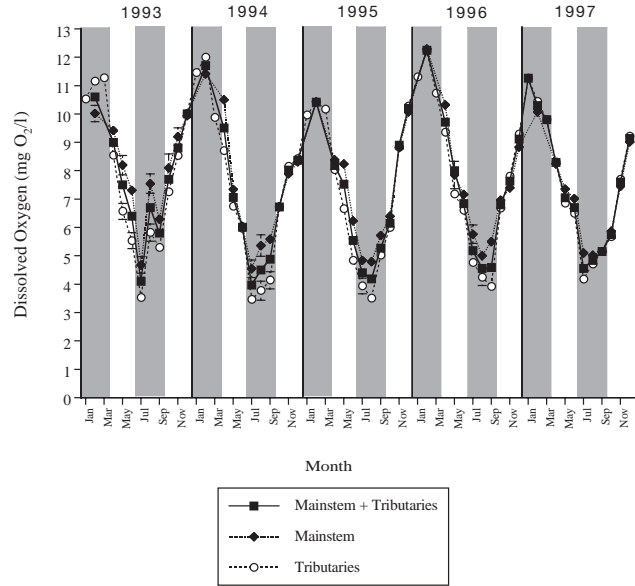 1993 1994 1995 1996 1997
Dissolved Oxygen (mg O2/l)
13
12
11
10
9
8
7
6
5
4
3
2
1
0
Jan Mar May Jul Sep Nov Jan Mar May Jul Sep Nov Jan Mar May Jul Sep Nov Jan Mar May Jul Sep Nov Jan Mar May Jul Sep Nov
Month
Mainstem + Tributaries
Mainstem
Tributaries